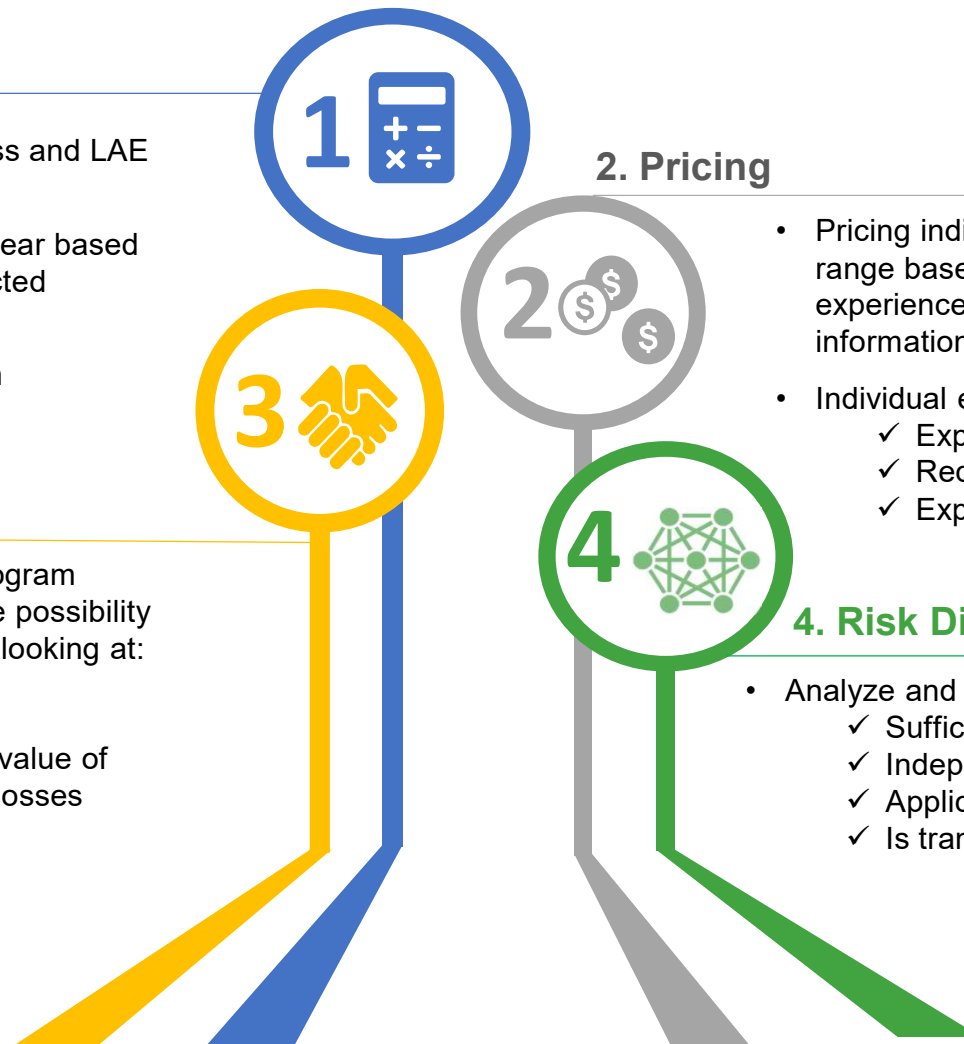 1
ss and LAE
ear based
cted
n
2. Pricing
2
$
$
$
• Pricing indi
range base
experience
information
• Individual e
✓ Exp
✓ Rec
✓ Exp
3
ogram
e possibility
looking at:
value of
osses
4
4. Risk Di
• Analyze and
✓ Suffic
✓ Indep
✓ Applic
✓ Is tran